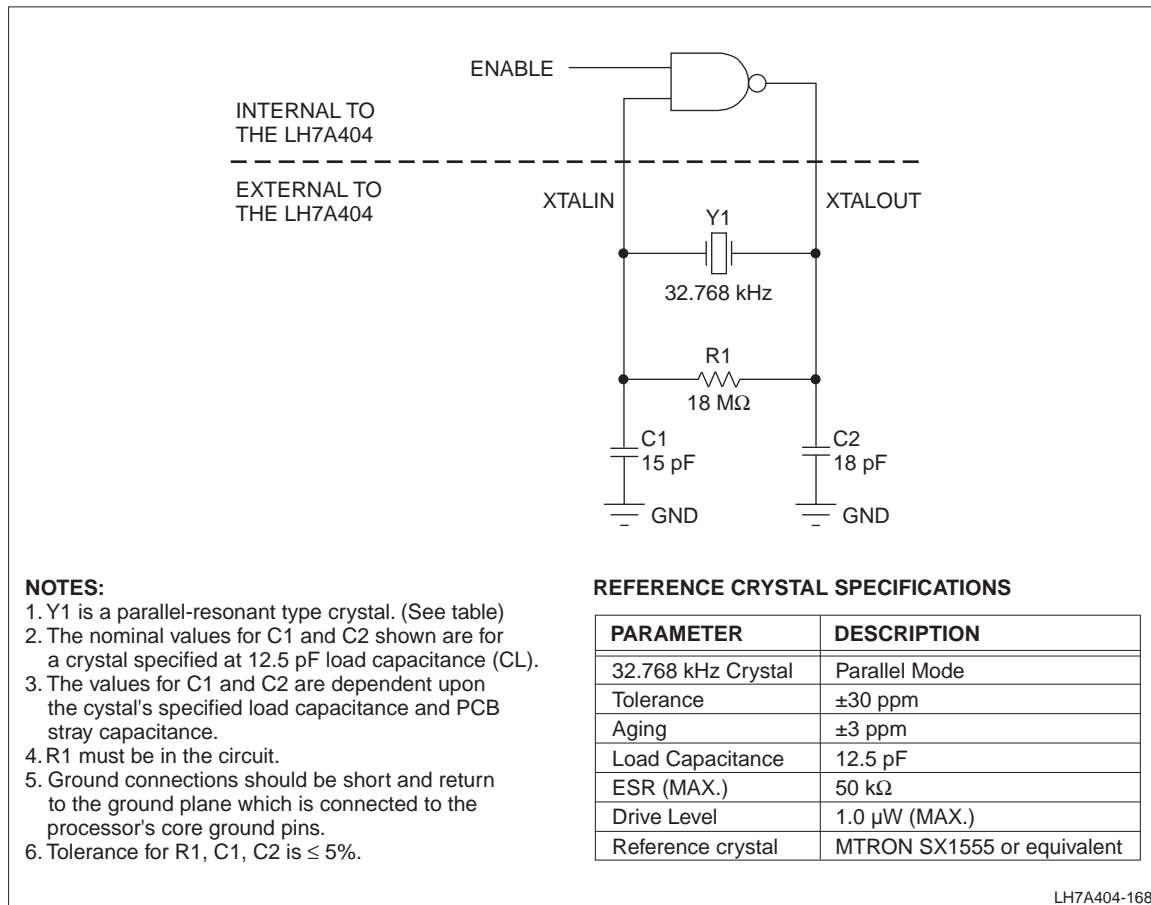 ENABLE
INTERNAL TO
THE LH7A404
EXTERNAL TO
THE LH7A404
XTALIN
XTALOUT
Y1
32.768 kHz
R1
18 MΩ
C1
15 pF
C2
18 pF
GND
GND
NOTES:
1. Y1 is a parallel-resonant type crystal. (See table)
2. The nominal values for C1 and C2 shown are for
a crystal specified at 12.5 pF load capacitance (CL).
3. The values for C1 and C2 are dependent upon
the cystal's specified load capacitance and PCB
stray capacitance.
4. R1 must be in the circuit.
5. Ground connections should be short and return
to the ground plane which is connected to the
processor's core ground pins.
6. Tolerance for R1, C1, C2 is ≤ 5%.
REFERENCE CRYSTAL SPECIFICATIONS
PARAMETER DESCRIPTION
32.768 kHz Crystal Parallel Mode
Tolerance ±30 ppm
Aging ±3 ppm
Load Capacitance 12.5 pF
ESR (MAX.) 50 kΩ
Drive Level 1.0 µW (MAX.)
Reference crystal MTRON SX1555 or equivalent
LH7A404-168